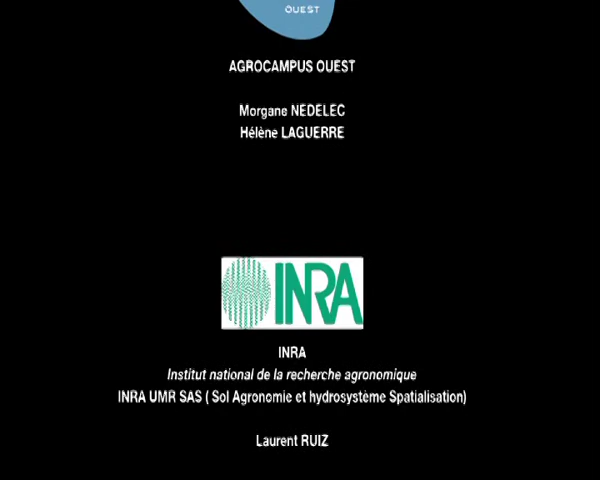 OUEST
AGROCAMPUS OUEST
Morgane NEDELEC
Hélène LAGUERRE
INRA
INRA
Institut national de la recherche agronomique
INRA UMR SAS ( Sol Agronomie et hydrosystème Spatialisation)
Laurent RUIZ